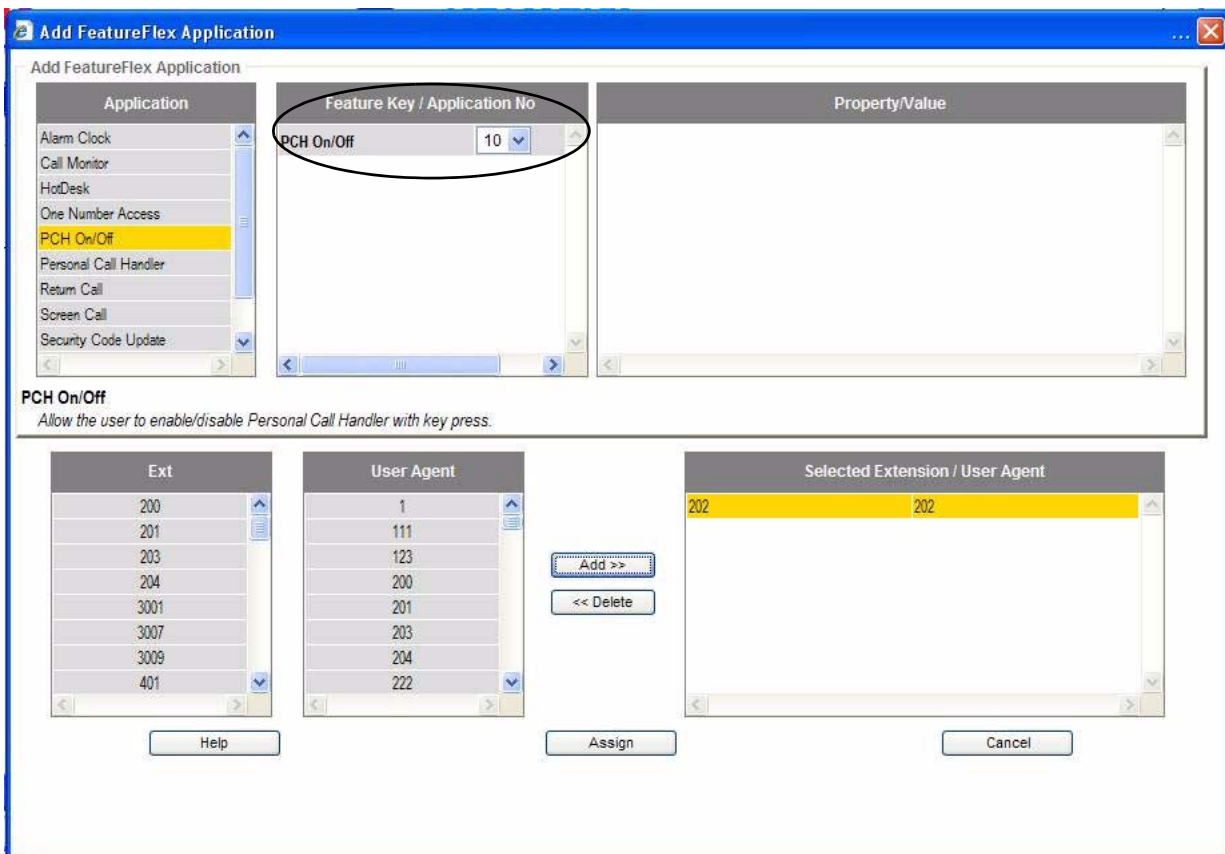 Add FeatureFlex Application
...
Add FeatureFlex Application
Application
Alarm Clock
Call Monitor
HotDesk
One Number Access
PCH On/Off
Personal Call Handler
Return Call
Screen Call
Security Code Update
Feature Key / Application No
PCH On/Off 10
Property/Value
PCH On/Off
Allow the user to enable/disable Personal Call Handler with key press.
Ext
200
201
203
204
3001
3007
3009
401
User Agent
1
111
123
200
201
203
204
222
Add >>
<< Delete
Selected Extension / User Agent
202 202
Help
Assign
Cancel